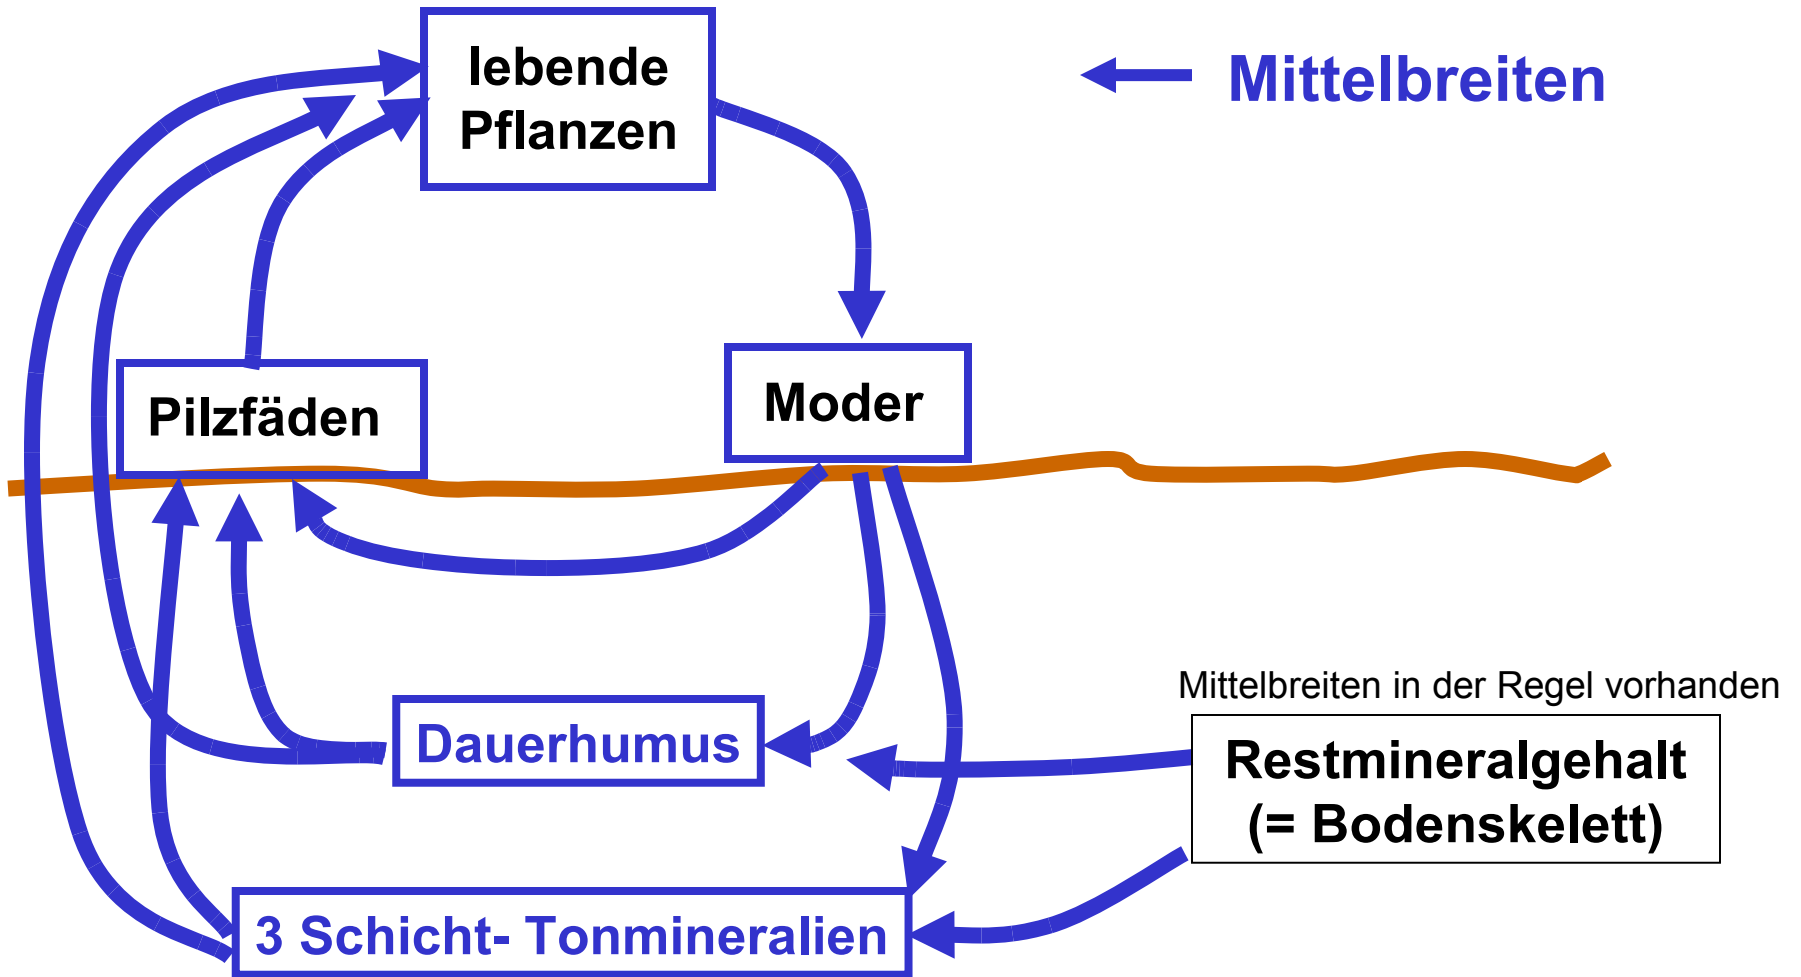 lebende
Pflanzen
Mittelbreiten
Pilzfäden
Moder
Mittelbreiten in der Regel vorhanden
Dauerhumus
Restmineralgehalt
(= Bodenskelett)
3 Schicht- Tonmineralien